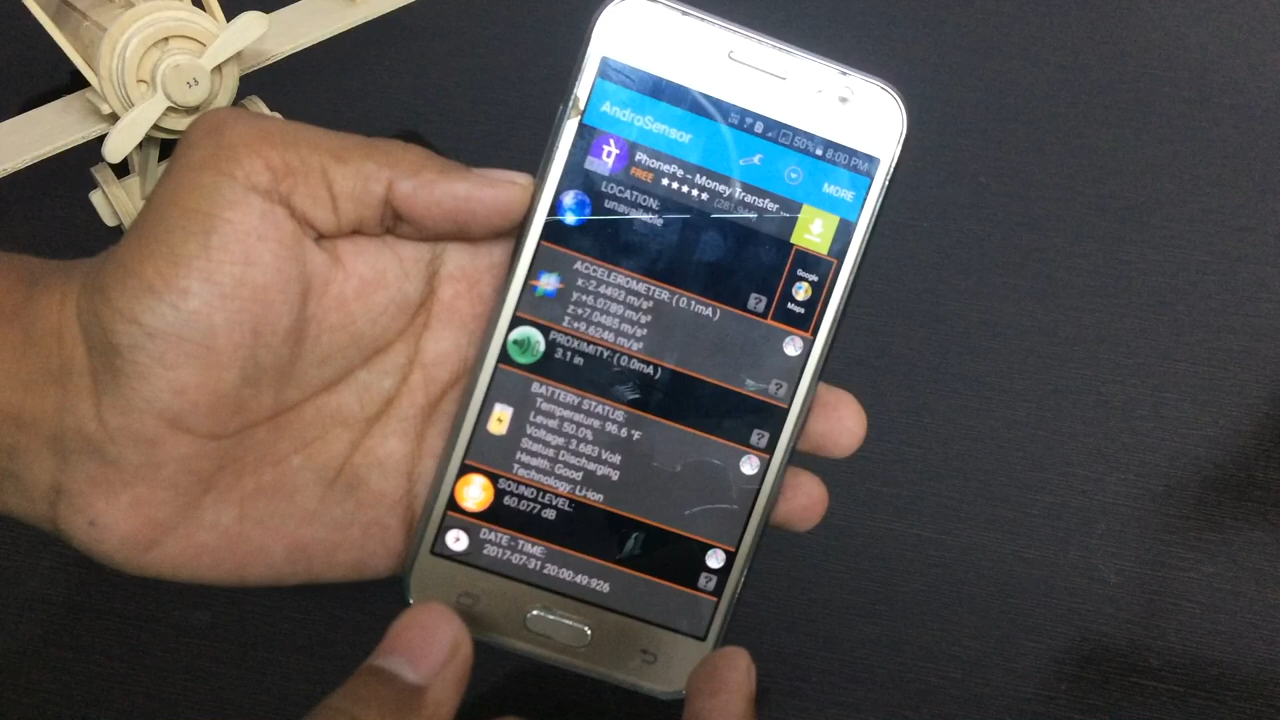 50% 8:00 PM
AndroSensor
MORE
पे
PhonePe – Money Transfer ...
FREE ★★★★★
LOCATION:
unavailable
Google
Maps
ACCELEROMETER: ( 0.1mA )
x:-2.4493 m/s²
y:+6.0789 m/s²
z:+7.0485 m/s²
Σ:+9.6246 m/s²
?
PROXIMITY: ( 0.0mA )
3.1 in
?
BATTERY STATUS:
Temperature: 96.6 °F
Level: 50.0%
Voltage: 3.683 Volt
Status: Discharging
Health: Good
Technology: Li-ion
?
SOUND LEVEL:
60.077 dB
DATE - TIME:
2017-07-31 20:00:49:926
?